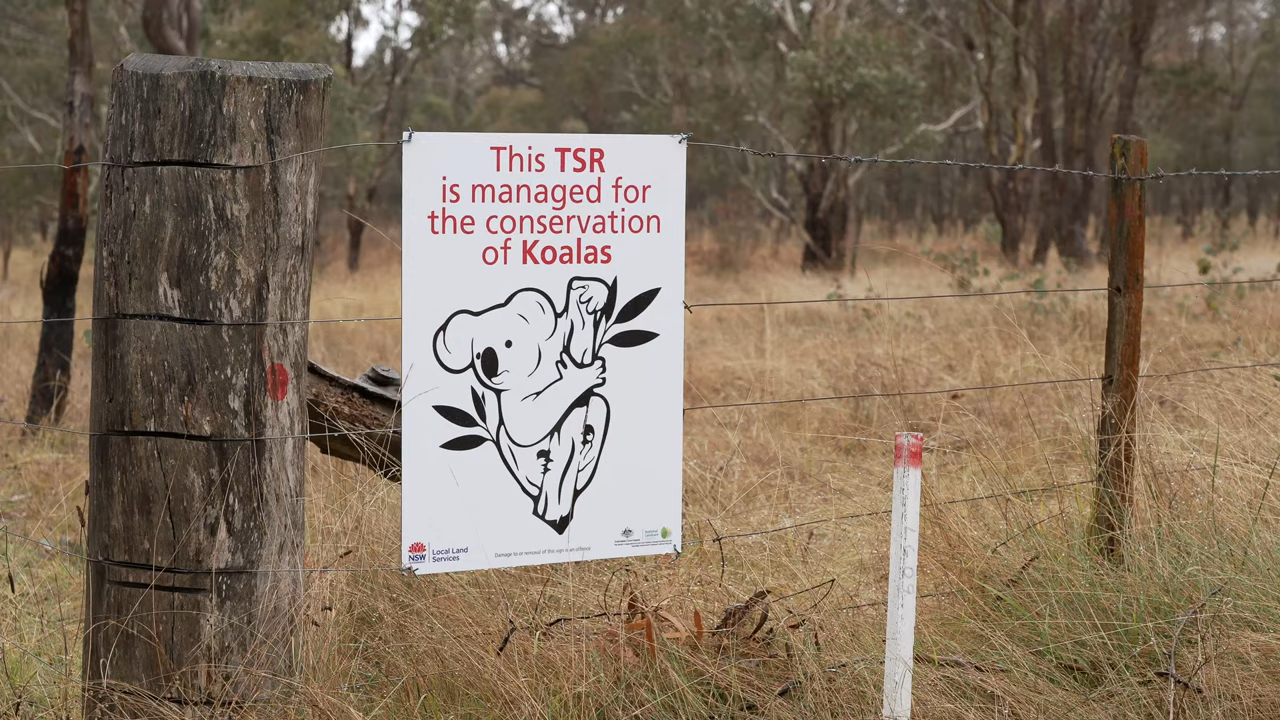 This TSR
is managed for
the conservation
of Koalas
NSW
Local Land
Services
Damage to or removal of this sign is an offence